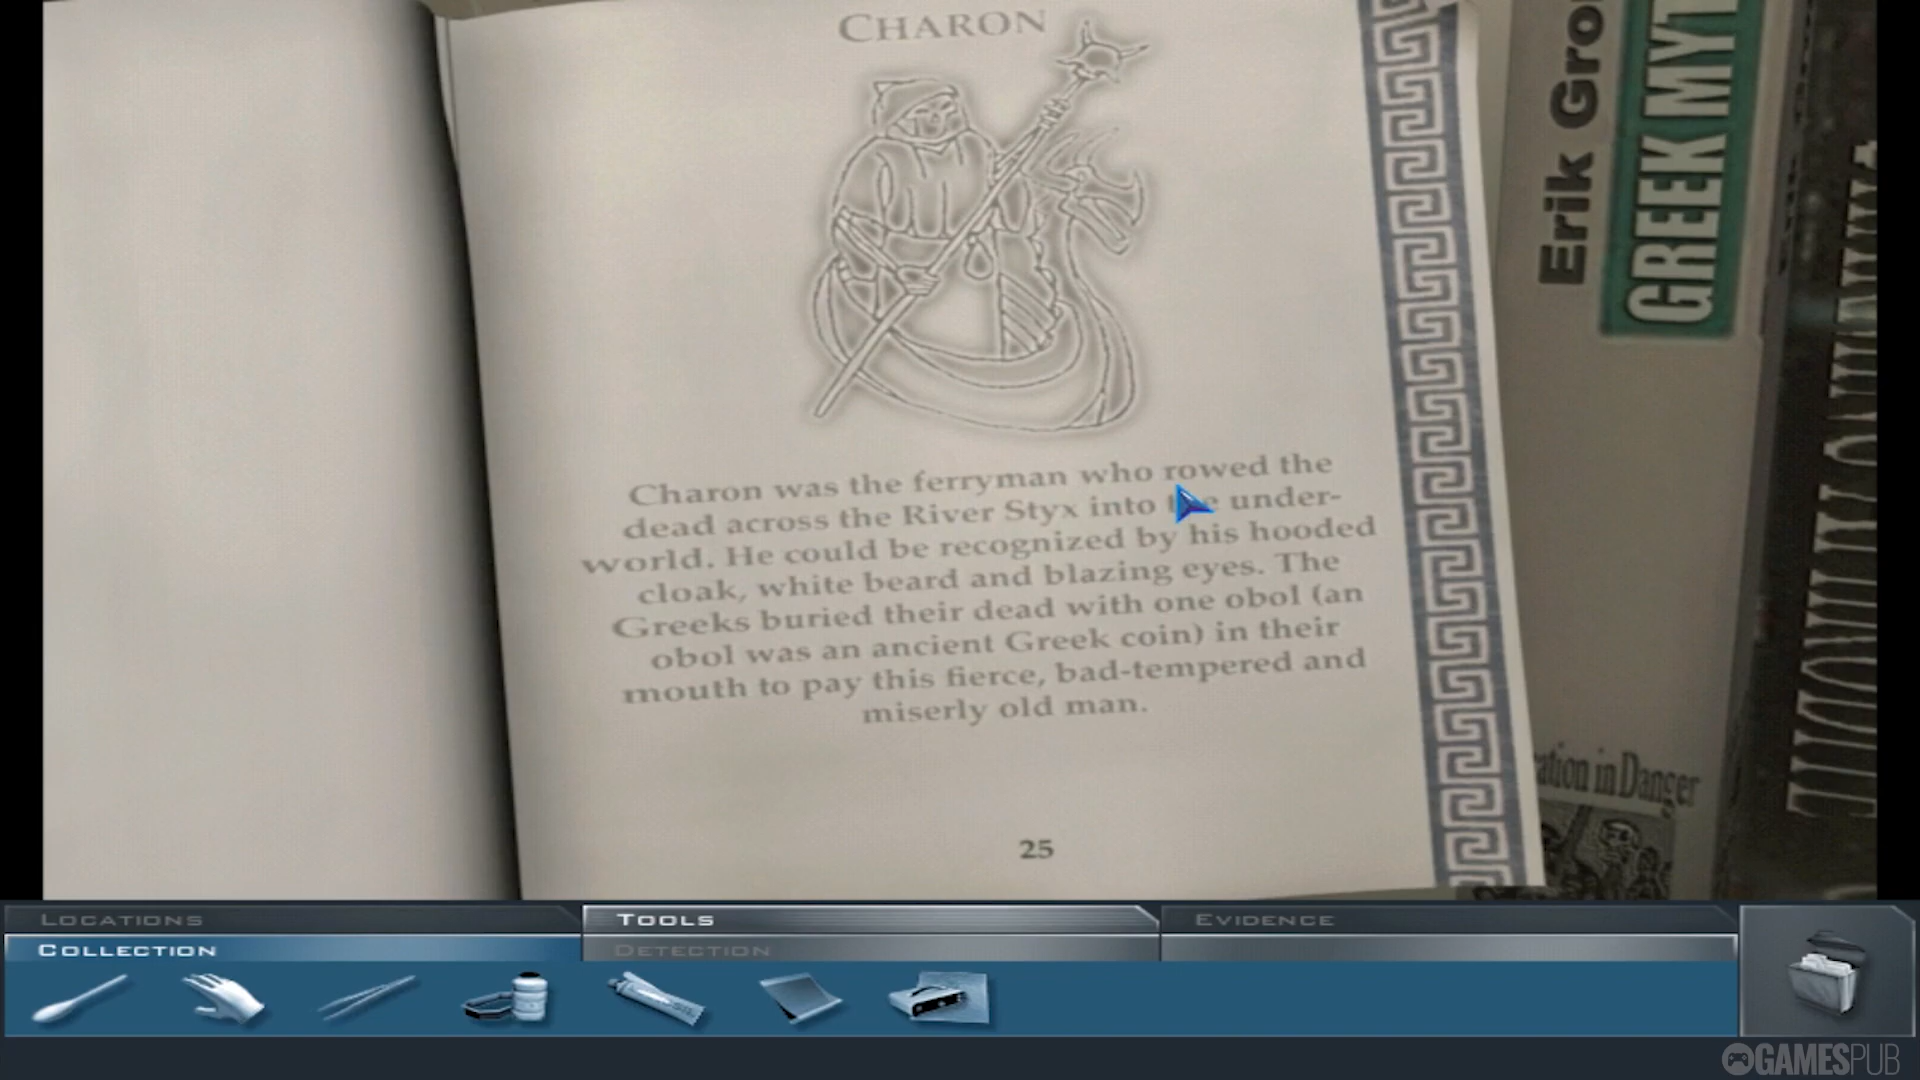 CHARON
Charon was the ferryman who rowed the
dead across the River Styx into the under-
world. He could be recognized by his hooded
cloak, white beard and blazing eyes. The
Greeks buried their dead with one obol (an
obol was an ancient Greek coin) in their
mouth to pay this fierce, bad-tempered and
miserly old man.
25
Erik Gro
GREEK MYT
ation in Danger
LOCATIONS
TOOLS
EVIDENCE
COLLECTION
DETECTION
GAMESPUB